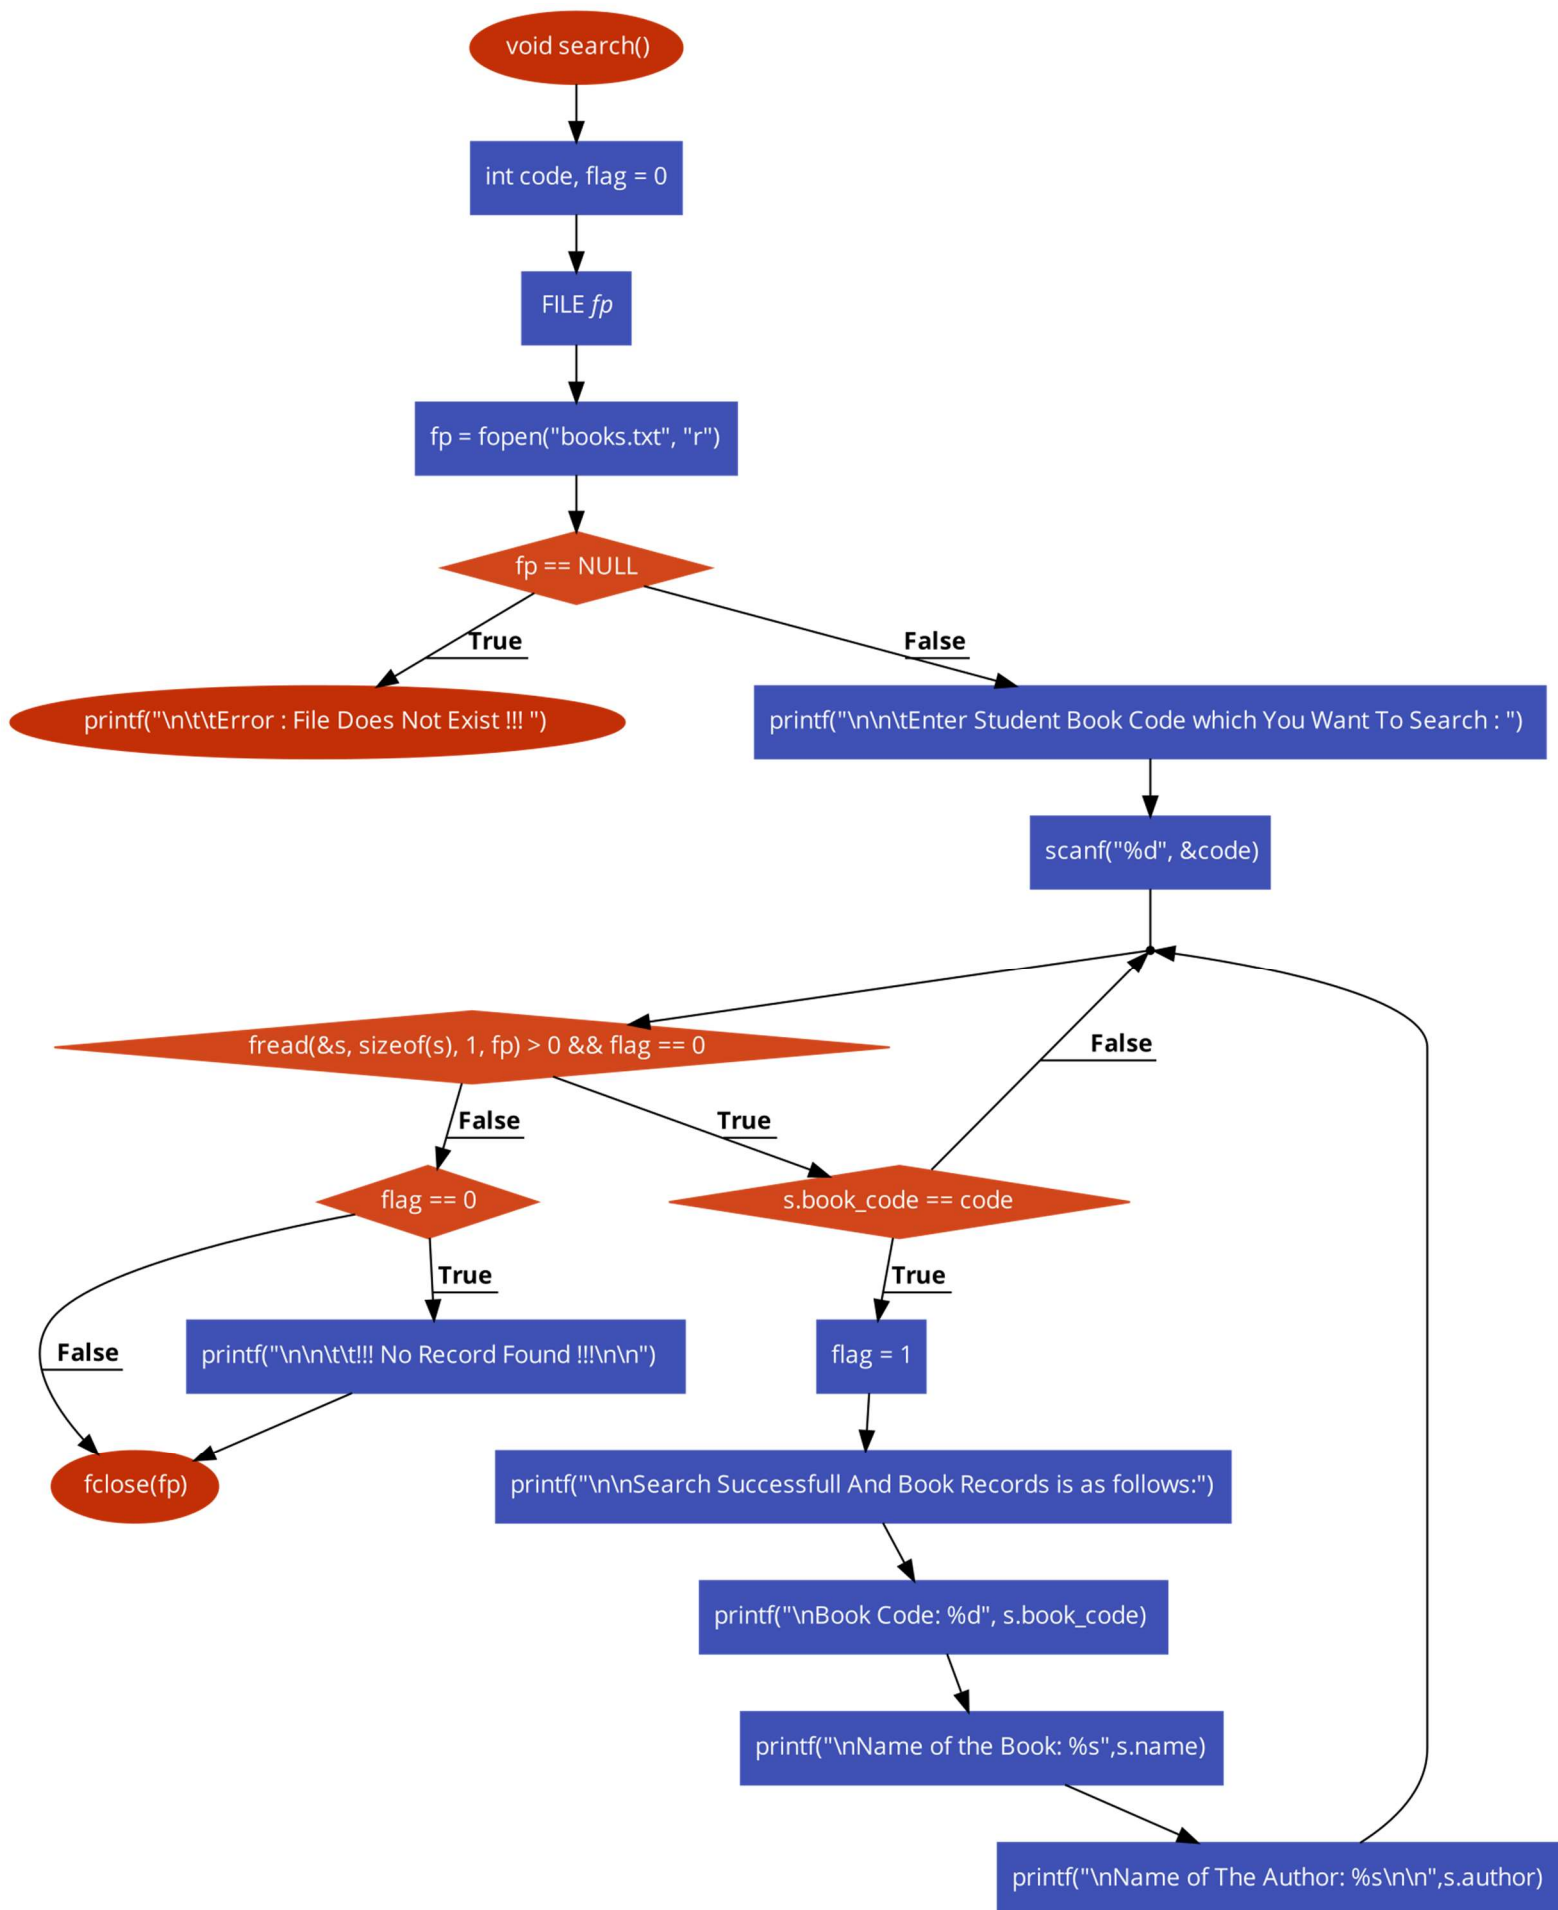 void search()
int code, flag = 0
FILE fp
fp = fopen("books.txt", "r")
fp == NULL
True
False
printf("\n\t\tError : File Does Not Exist !!! ")
printf("\n\n\tEnter Student Book Code which You Want To Search : ")
scanf("%d", &code)
fread(&s, sizeof(s), 1, fp) > 0 && flag == 0
False
False
True
flag == 0
s.book_code == code
True
True
False
printf("\n\n\t\t!!! No Record Found !!!\n\n")
flag = 1
fclose(fp)
printf("\n\nSearch Successfull And Book Records is as follows:")
printf("\nBook Code: %d", s.book_code)
printf("\nName of the Book: %s",s.name)
printf("\nName of The Author: %s\n\n",s.author)